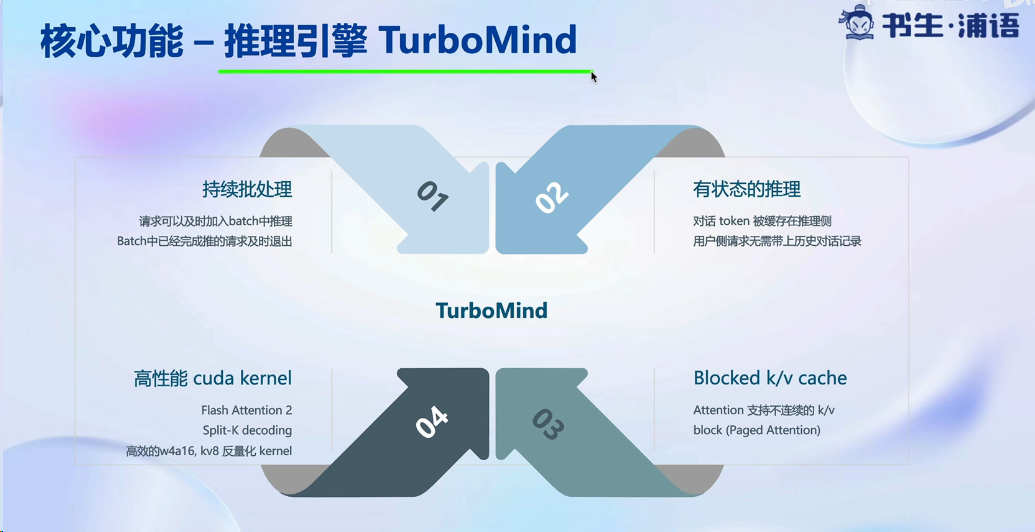 核心功能 – 推理引擎 TurboMind
书生·浦语
01
持续批处理
请求可以及时加入batch中推理
Batch中已经完成推的请求及时退出
02
有状态的推理
对话 token 被缓存在推理侧
用户侧请求无需带上历史对话记录
TurboMind
04
高性能 cuda kernel
Flash Attention 2
Split-K decoding
高效的w4a16, kv8 反量化 kernel
03
Blocked k/v cache
Attention 支持不连续的 k/v
block (Paged Attention)